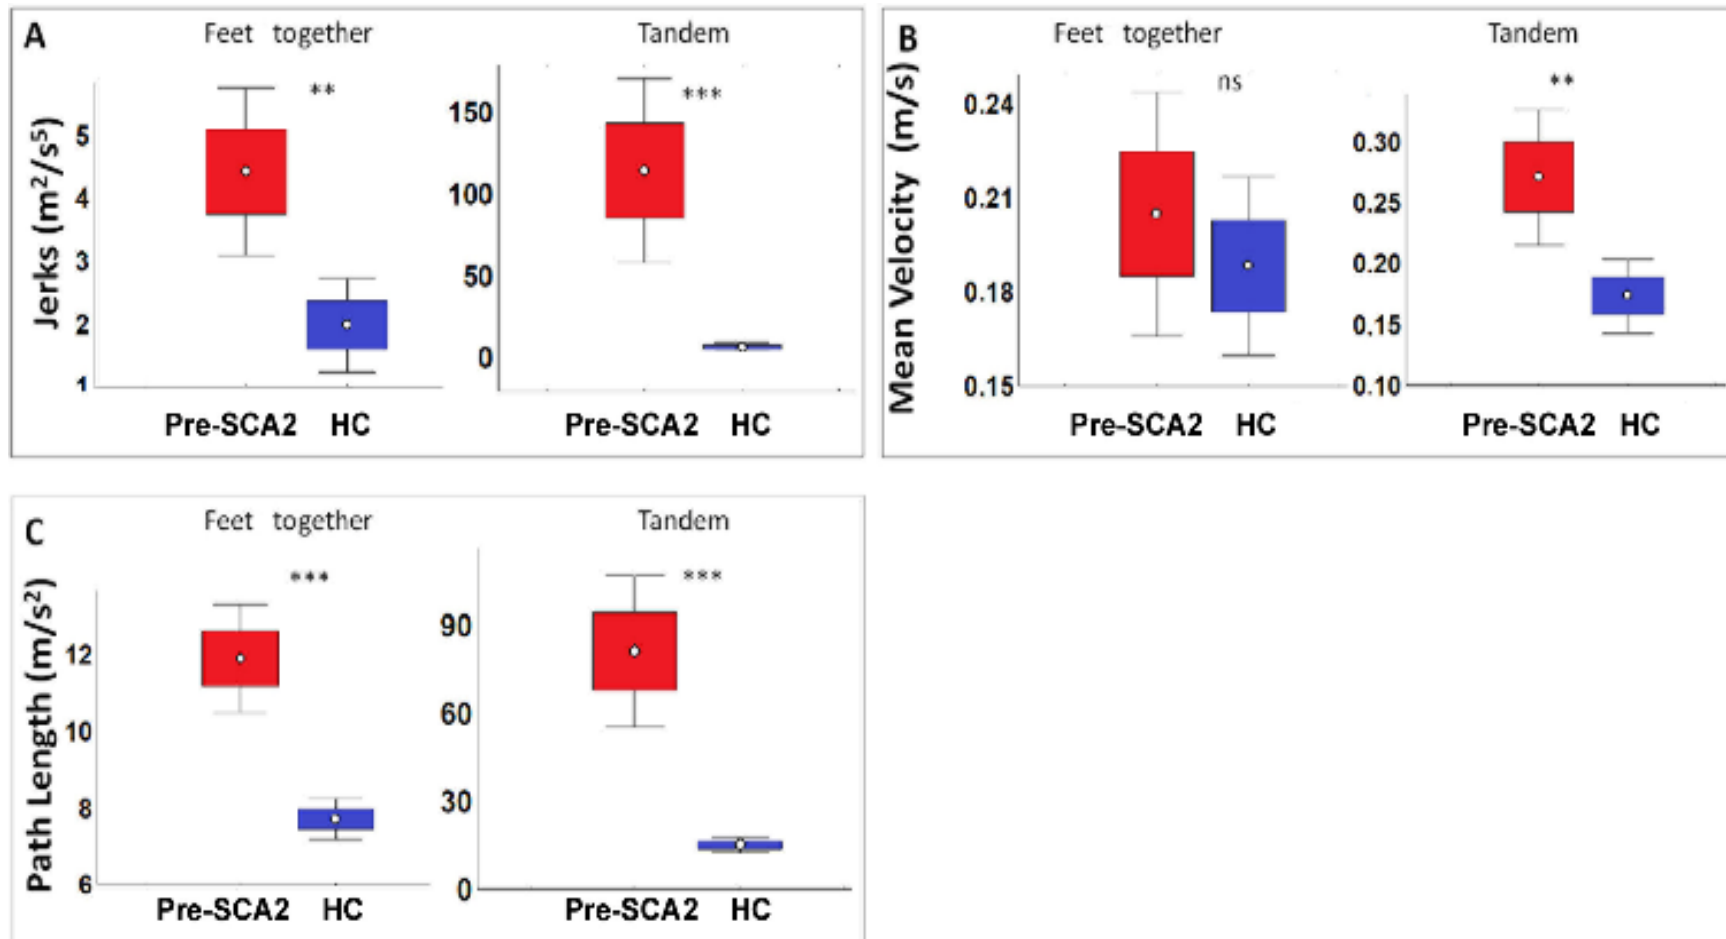 A
Feet together
Tandem
**
***
Jerks (m²/s⁵)
5
4
3
2
1
150
100
50
0
Pre-SCA2 HC
Pre-SCA2 HC
B
Feet together
Tandem
ns
**
Mean Velocity (m/s)
0.24
0.21
0.18
0.15
0.30
0.25
0.20
0.15
0.10
Pre-SCA2 HC
Pre-SCA2 HC
C
Feet together
Tandem
***
***
Path Length (m/s²)
12
10
8
6
90
60
30
0
Pre-SCA2 HC
Pre-SCA2 HC